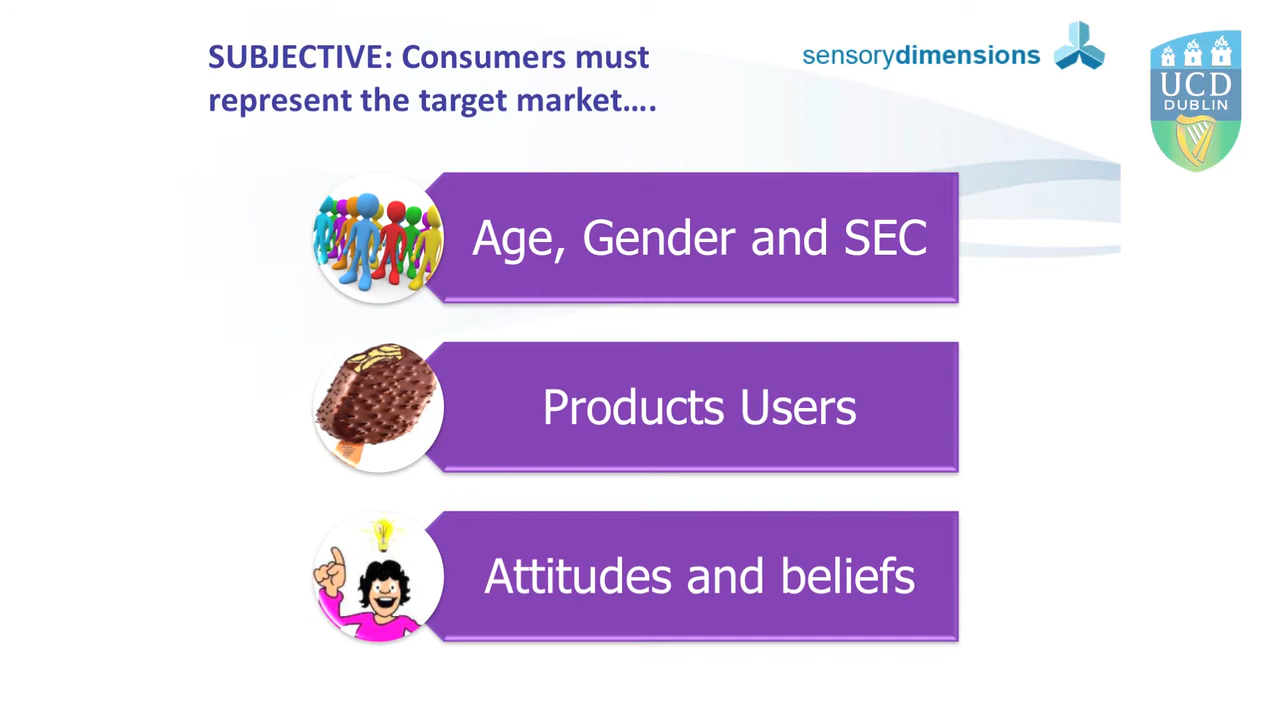 SUBJECTIVE: Consumers must
represent the target market....
sensorydimensions
UCD
DUBLIN
Age, Gender and SEC
Products Users
Attitudes and beliefs